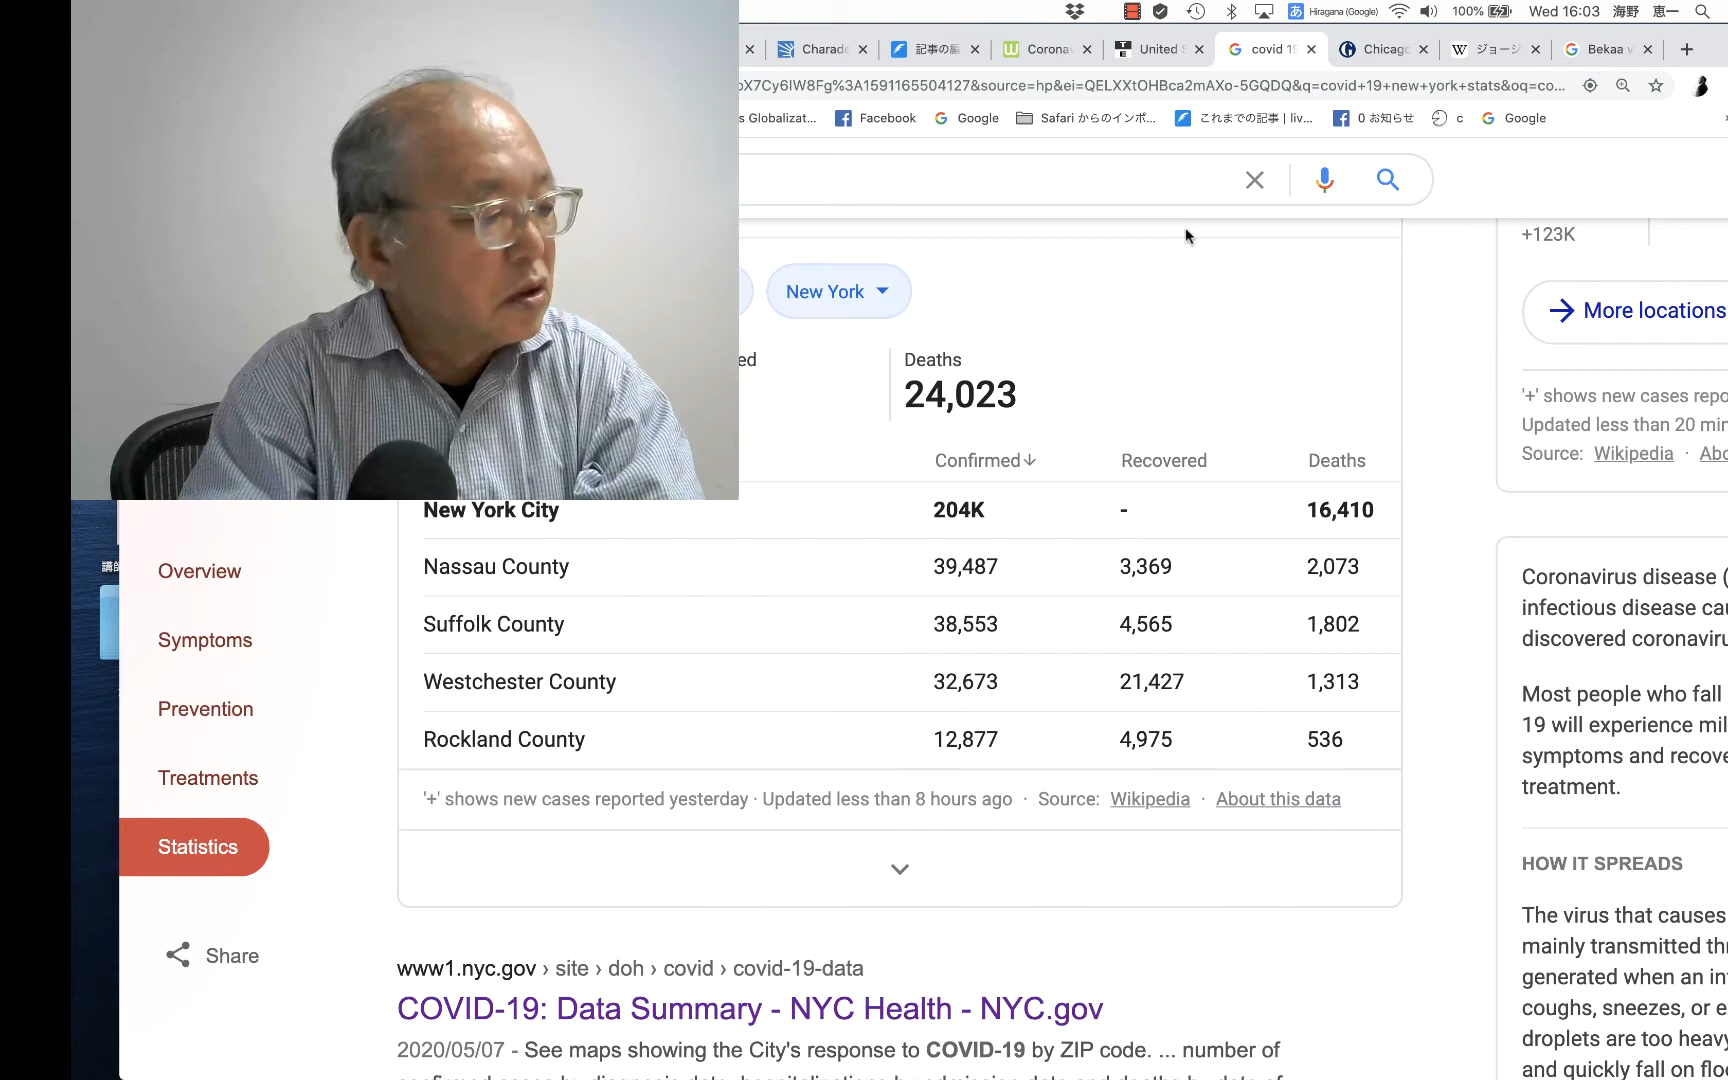 Hiragana (Google) 100% Wed 16:03 海野 恵一
Charade 記事の編 Corona United S covid 19 Chicago ジョージ Bekaa v
X7Cy6IW8Fg%3A1591165504127&source=hp&ei=QELXXtOHBca2mAXo-5GQDQ&q=covid+19+new+york+stats&oq=co...
s Globalizat... Facebook Google Safari からのインポ... これまでの記事 | liv... 0 お知らせ c Google
+123K
New York
More locations
ed Deaths
24,023
'+' shows new cases repo
Updated less than 20 min
Source: Wikipedia · Abo
Confirmed↓ Recovered Deaths
New York City 204K - 16,410
Nassau County 39,487 3,369 2,073
Suffolk County 38,553 4,565 1,802
Westchester County 32,673 21,427 1,313
Rockland County 12,877 4,975 536
'+' shows new cases reported yesterday · Updated less than 8 hours ago · Source: Wikipedia · About this data
Overview
Symptoms
Prevention
Treatments
Statistics
Share
www1.nyc.gov › site › doh › covid › covid-19-data
COVID-19: Data Summary - NYC Health - NYC.gov
2020/05/07 - See maps showing the City's response to COVID-19 by ZIP code. ... number of
Coronavirus disease (
infectious disease cau
discovered coronaviru
Most people who fall
19 will experience mil
symptoms and recove
treatment.
HOW IT SPREADS
The virus that causes
mainly transmitted thr
generated when an in
coughs, sneezes, or e
droplets are too heavy
and quickly fall on floo